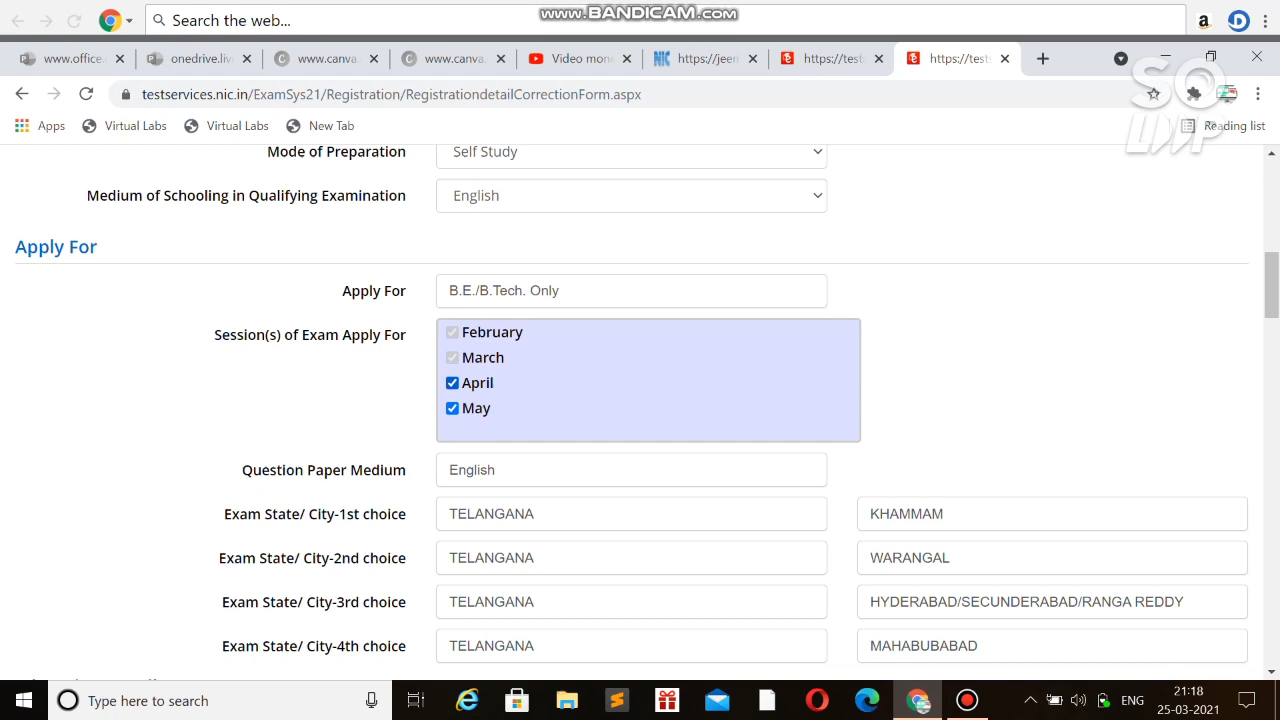 www.BANDICAM.com
Search the web...
www.office
onedrive.liv
www.canva.
www.canv
Video mon
https://jeem
https://test
https://tests
testservices.nic.in/ExamSys21/Registration/RegistrationdetailCorrectionForm.aspx
Apps
Virtual Labs
Virtual Labs
New Tab
Reading list
Mode of Preparation
Self Study
Medium of Schooling in Qualifying Examination
English
Apply For
Apply For
B.E./B.Tech. Only
Session(s) of Exam Apply For
February
March
April
May
Question Paper Medium
English
Exam State/ City-1st choice
TELANGANA
KHAMMAM
Exam State/ City-2nd choice
TELANGANA
WARANGAL
Exam State/ City-3rd choice
TELANGANA
HYDERABAD/SECUNDERABAD/RANGA REDDY
Exam State/ City-4th choice
TELANGANA
MAHABUBABAD
Type here to search
ENG
21:18
25-03-2021